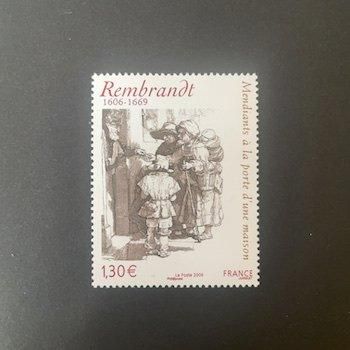 Rembrandt
1606-1669
Mendiants à la porte d'une maison
1,30€
La Poste 2006
FRANCE